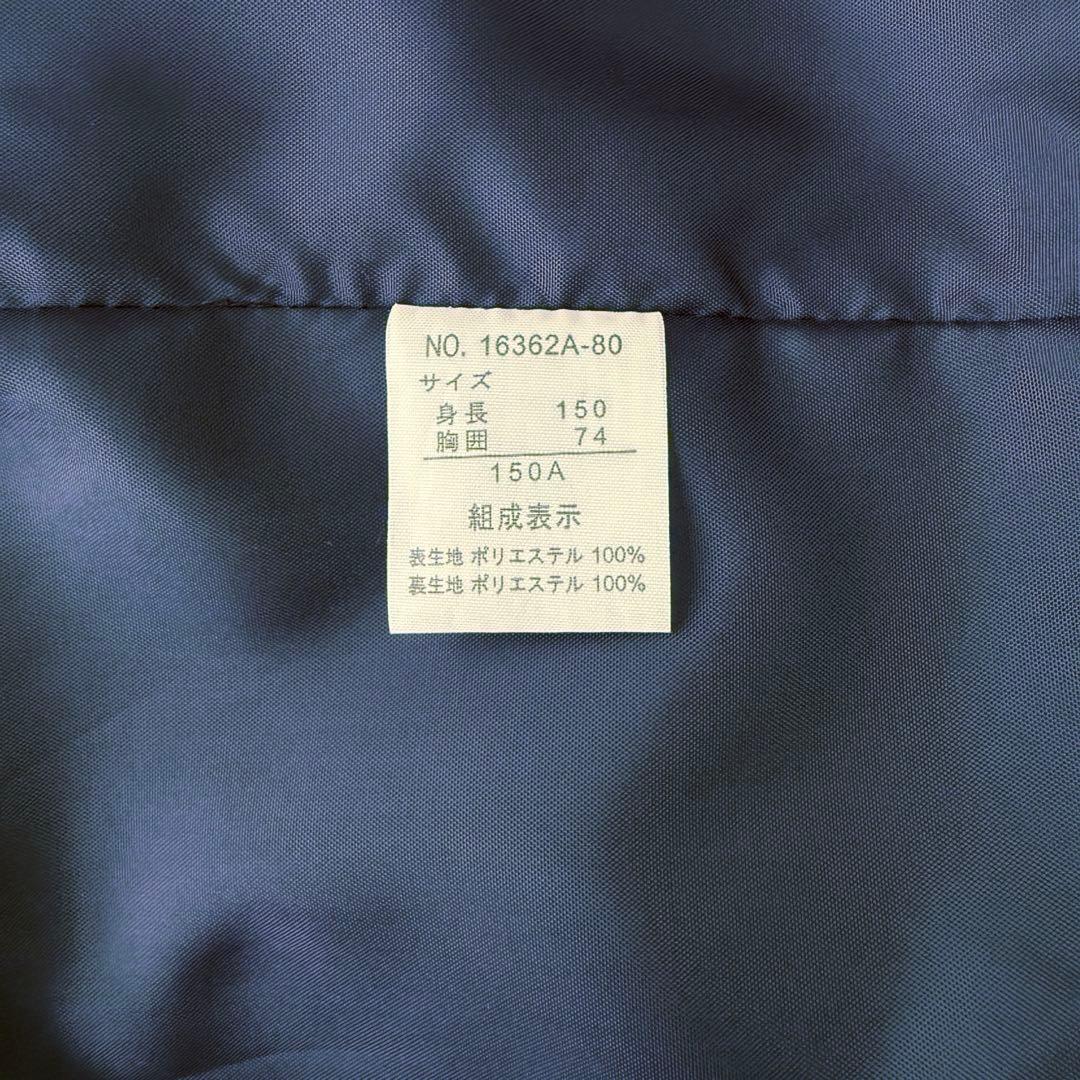 NO. 16362A-80
サイズ
身長 150
胸囲 74
150A
組成表示
表生地 ポリエステル 100%
裏生地 ポリエステル 100%